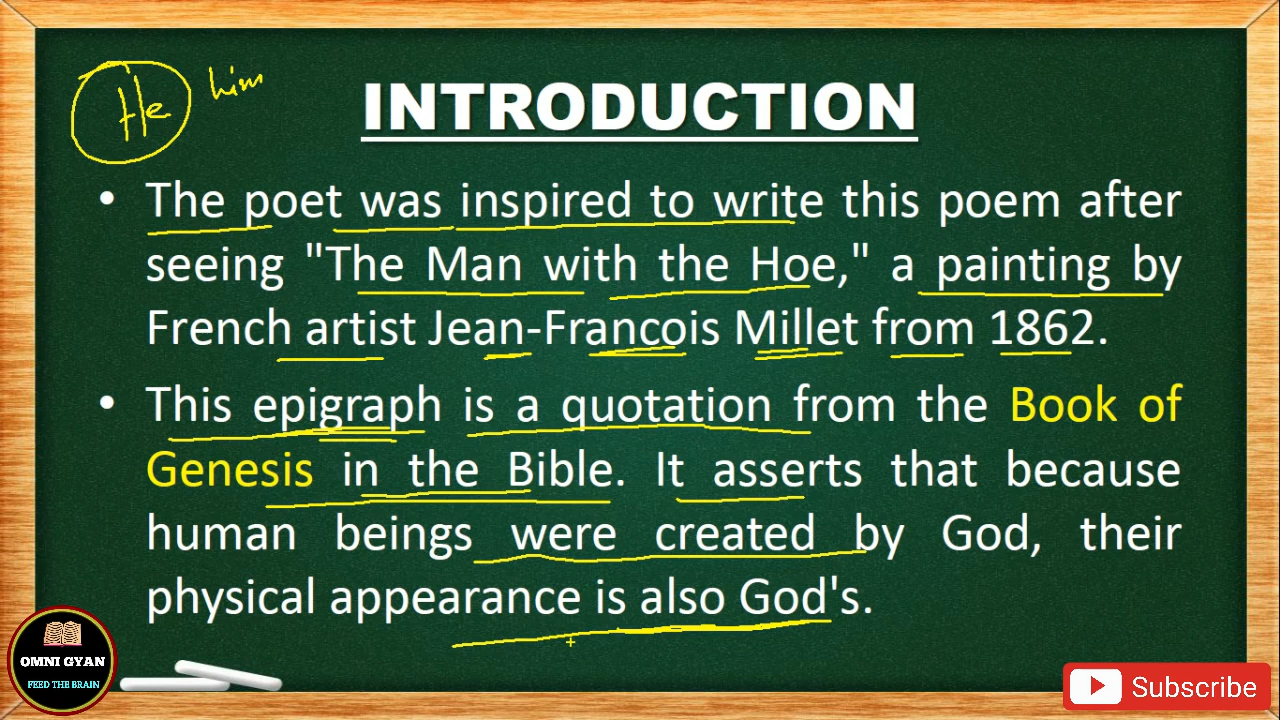 He him
INTRODUCTION
• The poet was inspired to write this poem after
seeing "The Man with the Hoe," a painting by
French artist Jean-Francois Millet from 1862.
• This epigraph is a quotation from the Book of
Genesis in the Bible. It asserts that because
human beings were created by God, their
physical appearance is also God's.
OMNI GYAN
FEED THE BRAIN
Subscribe